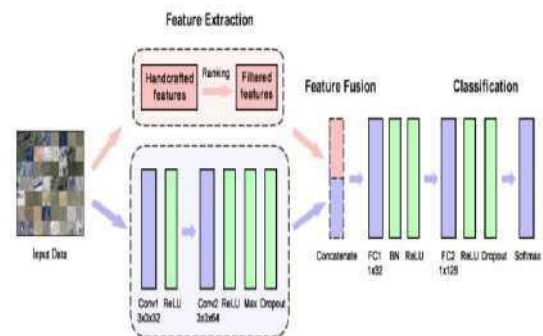 Feature Extraction
Handcrafted features
Ranking
Filtered features
Feature Fusion
Classification
Input Data
Conv1 ReLU Conv2 ReLU Max Dropout
3x3x32 3x3x64
Concatenate FC1 BN ReLU FC2 ReLU Dropout Softmax
1x32 1x128